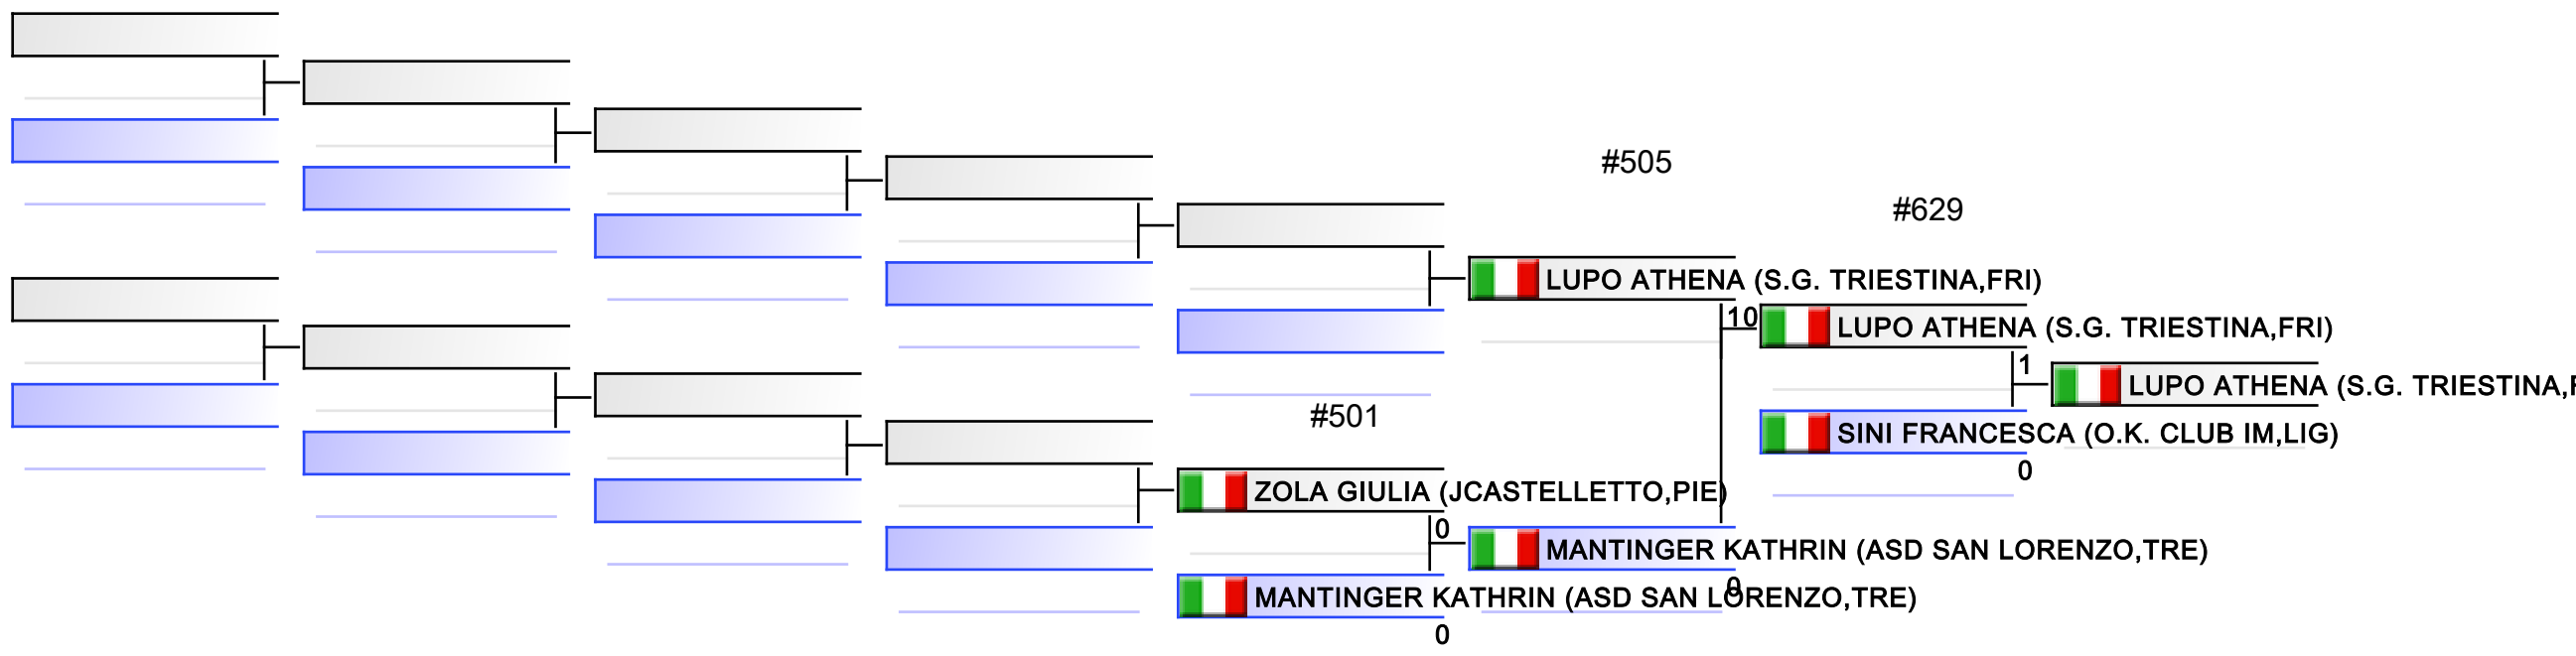 #505
#629
LUPO ATHENA (S.G. TRIESTINA,FRI)
10
LUPO ATHENA (S.G. TRIESTINA,FRI)
1
LUPO ATHENA (S.G. TRIESTINA,F
#501
SINI FRANCESCA (O.K. CLUB IM,LIG)
0
ZOLA GIULIA (JCASTELLETTO,PIE)
0
MANTINGER KATHRIN (ASD SAN LORENZO,TRE)
0
MANTINGER KATHRIN (ASD SAN LORENZO,TRE)
0